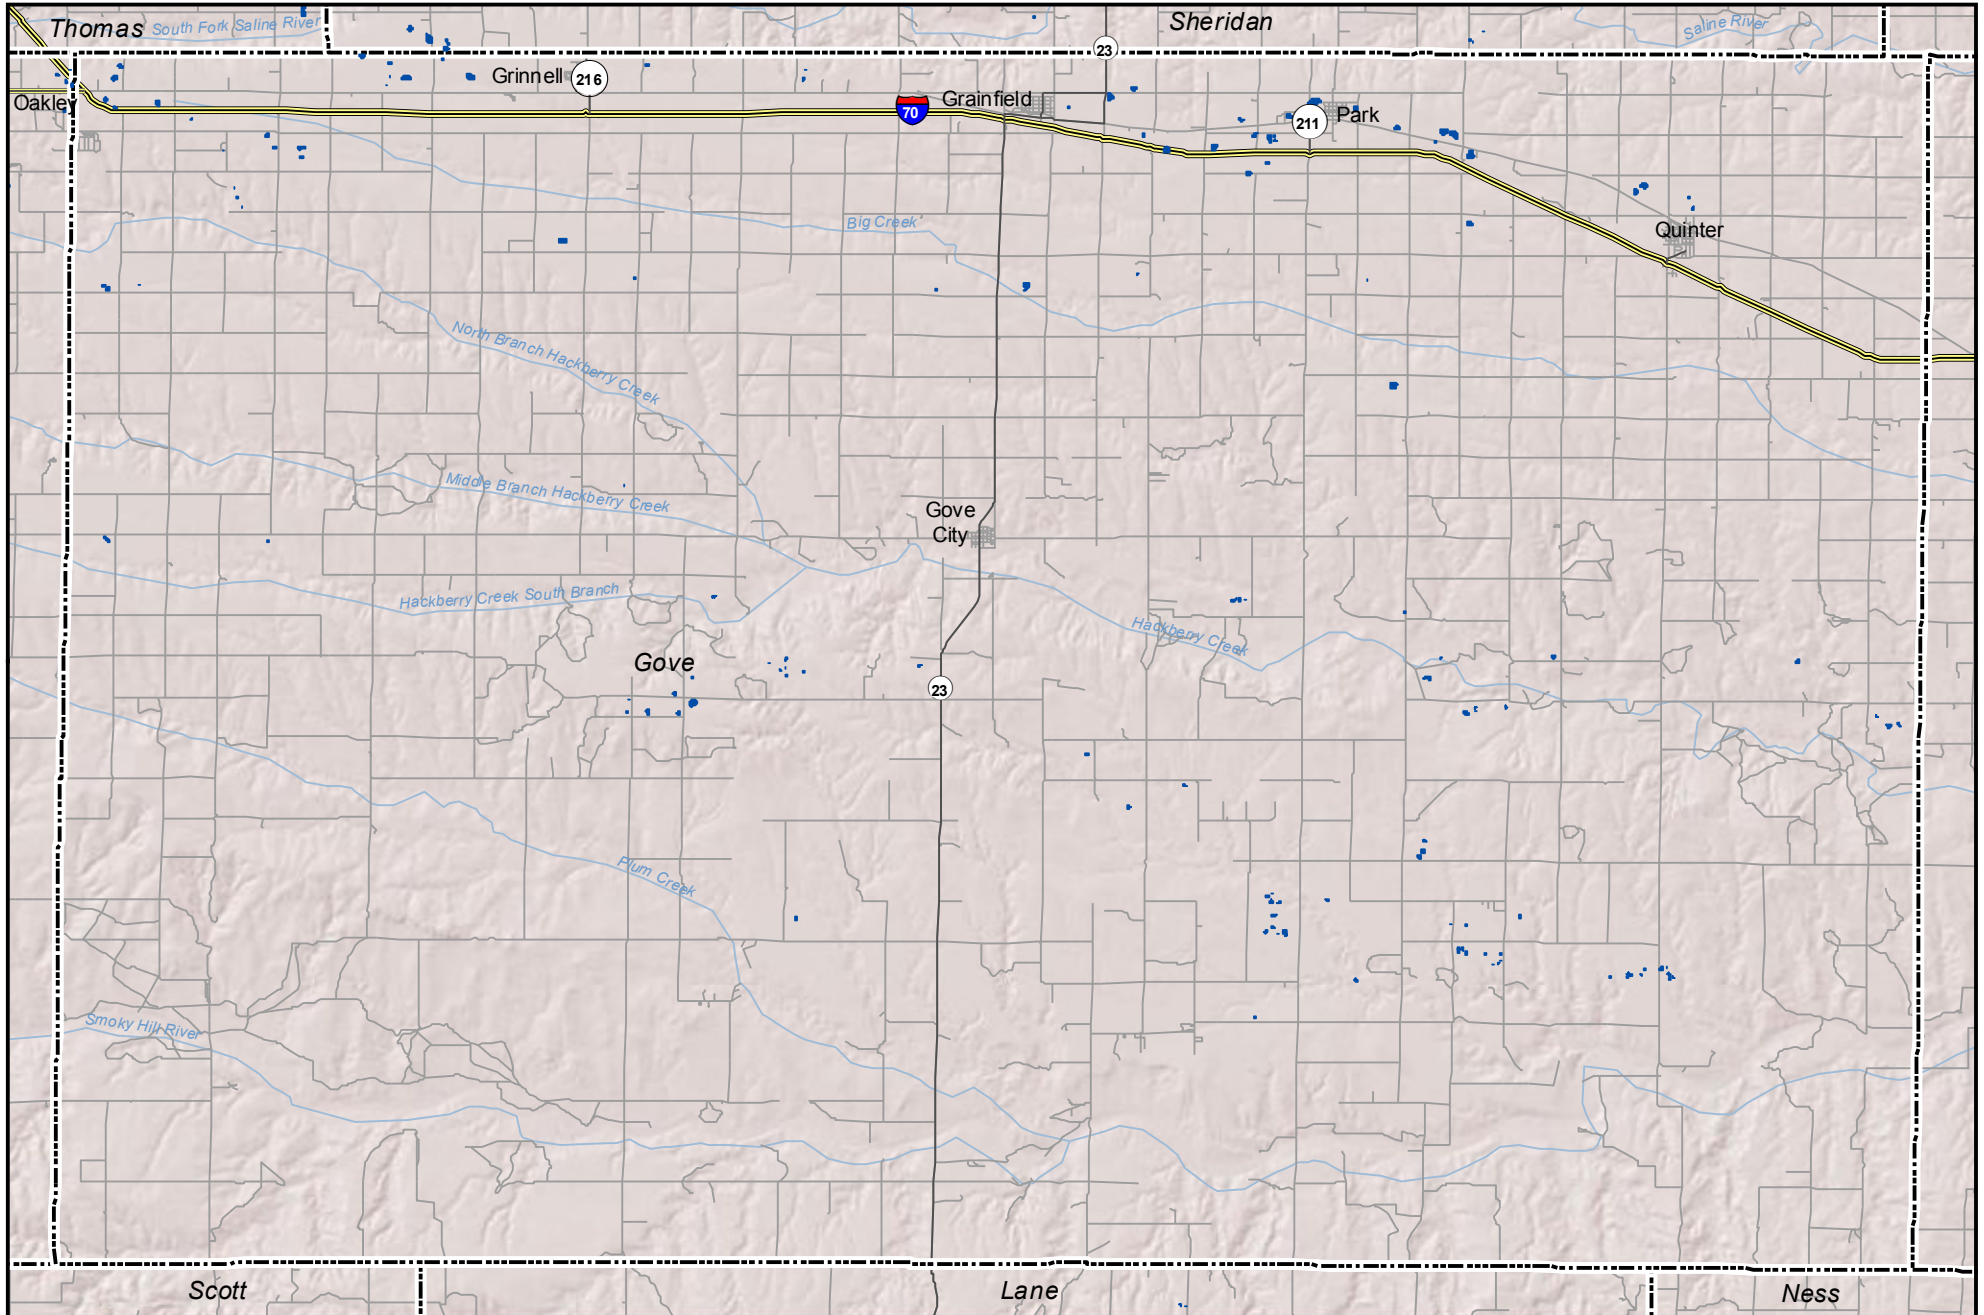 Thomas
South Fork Saline River
Sheridan
Saline River
23
Grinnell
216
Oakley
70
Grainfield
211
Park
Big Creek
Quinter
North Branch Hackberry Creek
Middle Branch Hackberry Creek
Gove
City
Hackberry Creek South Branch
Hackberry Creek
Gove
23
Plum Creek
Smoky Hill River
Scott
Lane
Ness